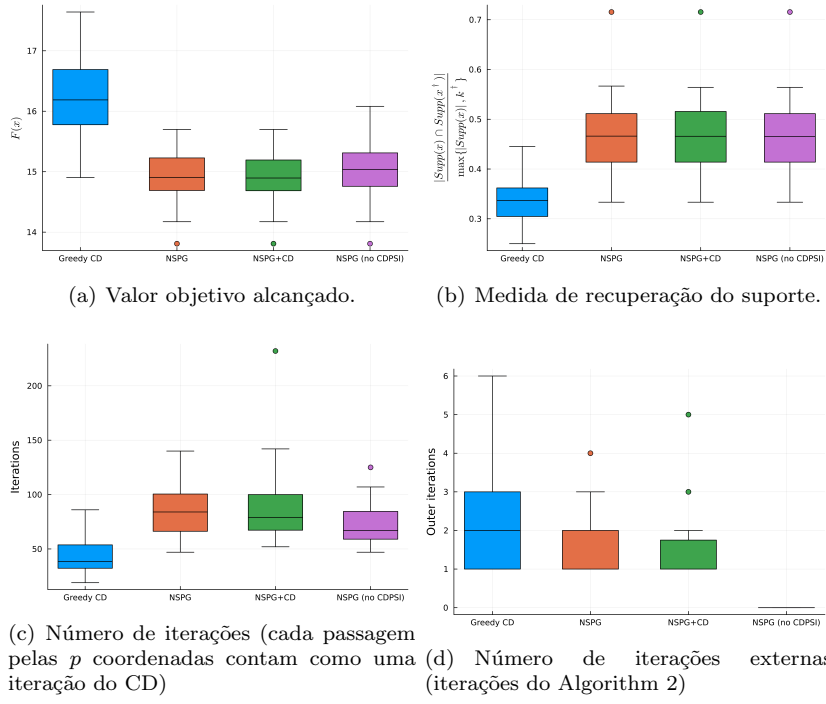 17
16
15
14
F(x)
Greedy CD
NSPG
NSPG+CD
NSPG (no CDPSI)
(a) Valor objetivo alcançado.
0.7
0.6
0.5
0.4
0.3
|Supp(x) ∩ Supp(x†)|
max{|Supp(x)|, k†}
Greedy CD
NSPG
NSPG+CD
NSPG (no CDPSI)
(b) Medida de recuperação do suporte.
200
150
100
50
Iterations
Greedy CD
NSPG
NSPG+CD
NSPG (no CDPSI)
(c) Número de iterações (cada passagem
pelas p coordenadas contam como uma
iteração do CD)
6
5
4
3
2
1
0
Outer iterations
Greedy CD
NSPG
NSPG+CD
NSPG (no CDPSI)
(d) Número de iterações externas
(iterações do Algorithm 2)